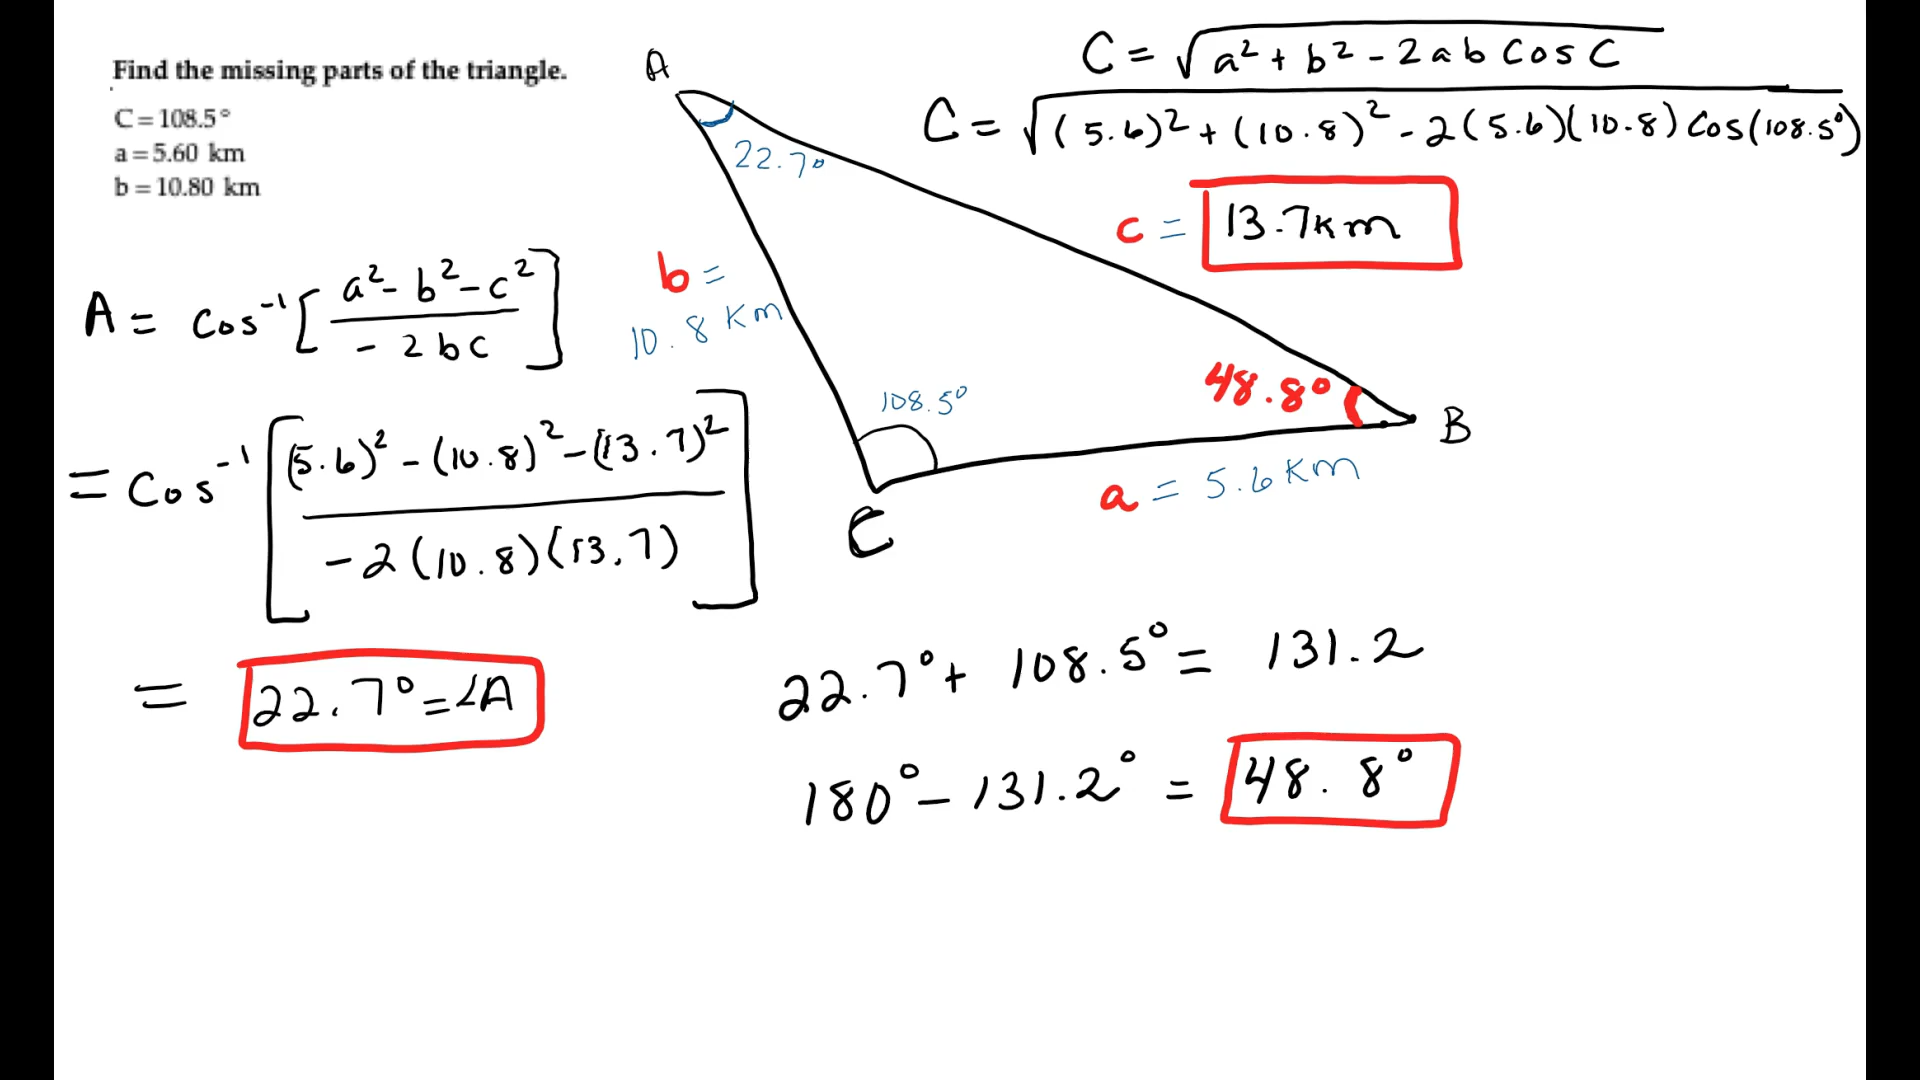 Find the missing parts of the triangle.
C = 108.5°
a = 5.60 km
b = 10.80 km
A
C = √a² + b² - 2ab Cos C
C = √(5.6)² + (10.8)² - 2(5.6)(10.8) Cos(108.5°)
22.7°
c = 13.7km
b =
10.8 Km
A = Cos⁻¹ [a² - b² - c² / - 2bc]
108.5°
48.8°
B
a = 5.6 Km
C
= Cos⁻¹ [(5.6)² - (10.8)² - (13.7)² / - 2(10.8)(13.7)]
= 22.7° = ∠A
22.7° + 108.5° = 131.2
180° - 131.2° = 48.8°